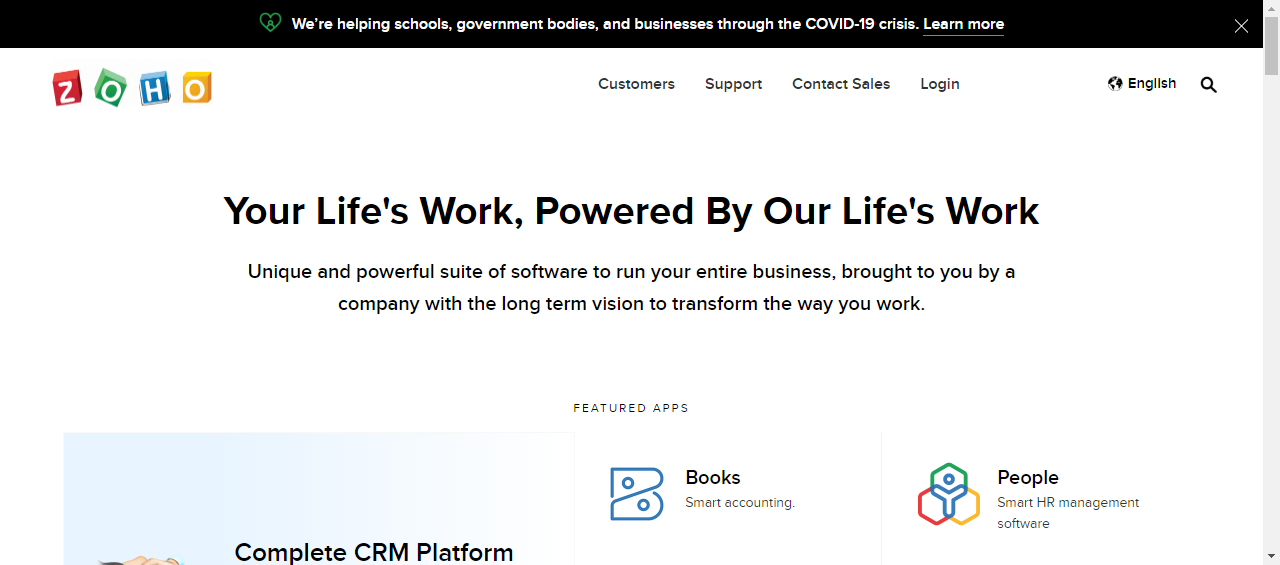 We’re helping schools, government bodies, and businesses through the COVID-19 crisis. Learn more
ZOHO
Customers Support Contact Sales Login English
Your Life's Work, Powered By Our Life's Work
Unique and powerful suite of software to run your entire business, brought to you by a
company with the long term vision to transform the way you work.
FEATURED APPS
Books
Smart accounting.
People
Smart HR management
software
Complete CRM Platform